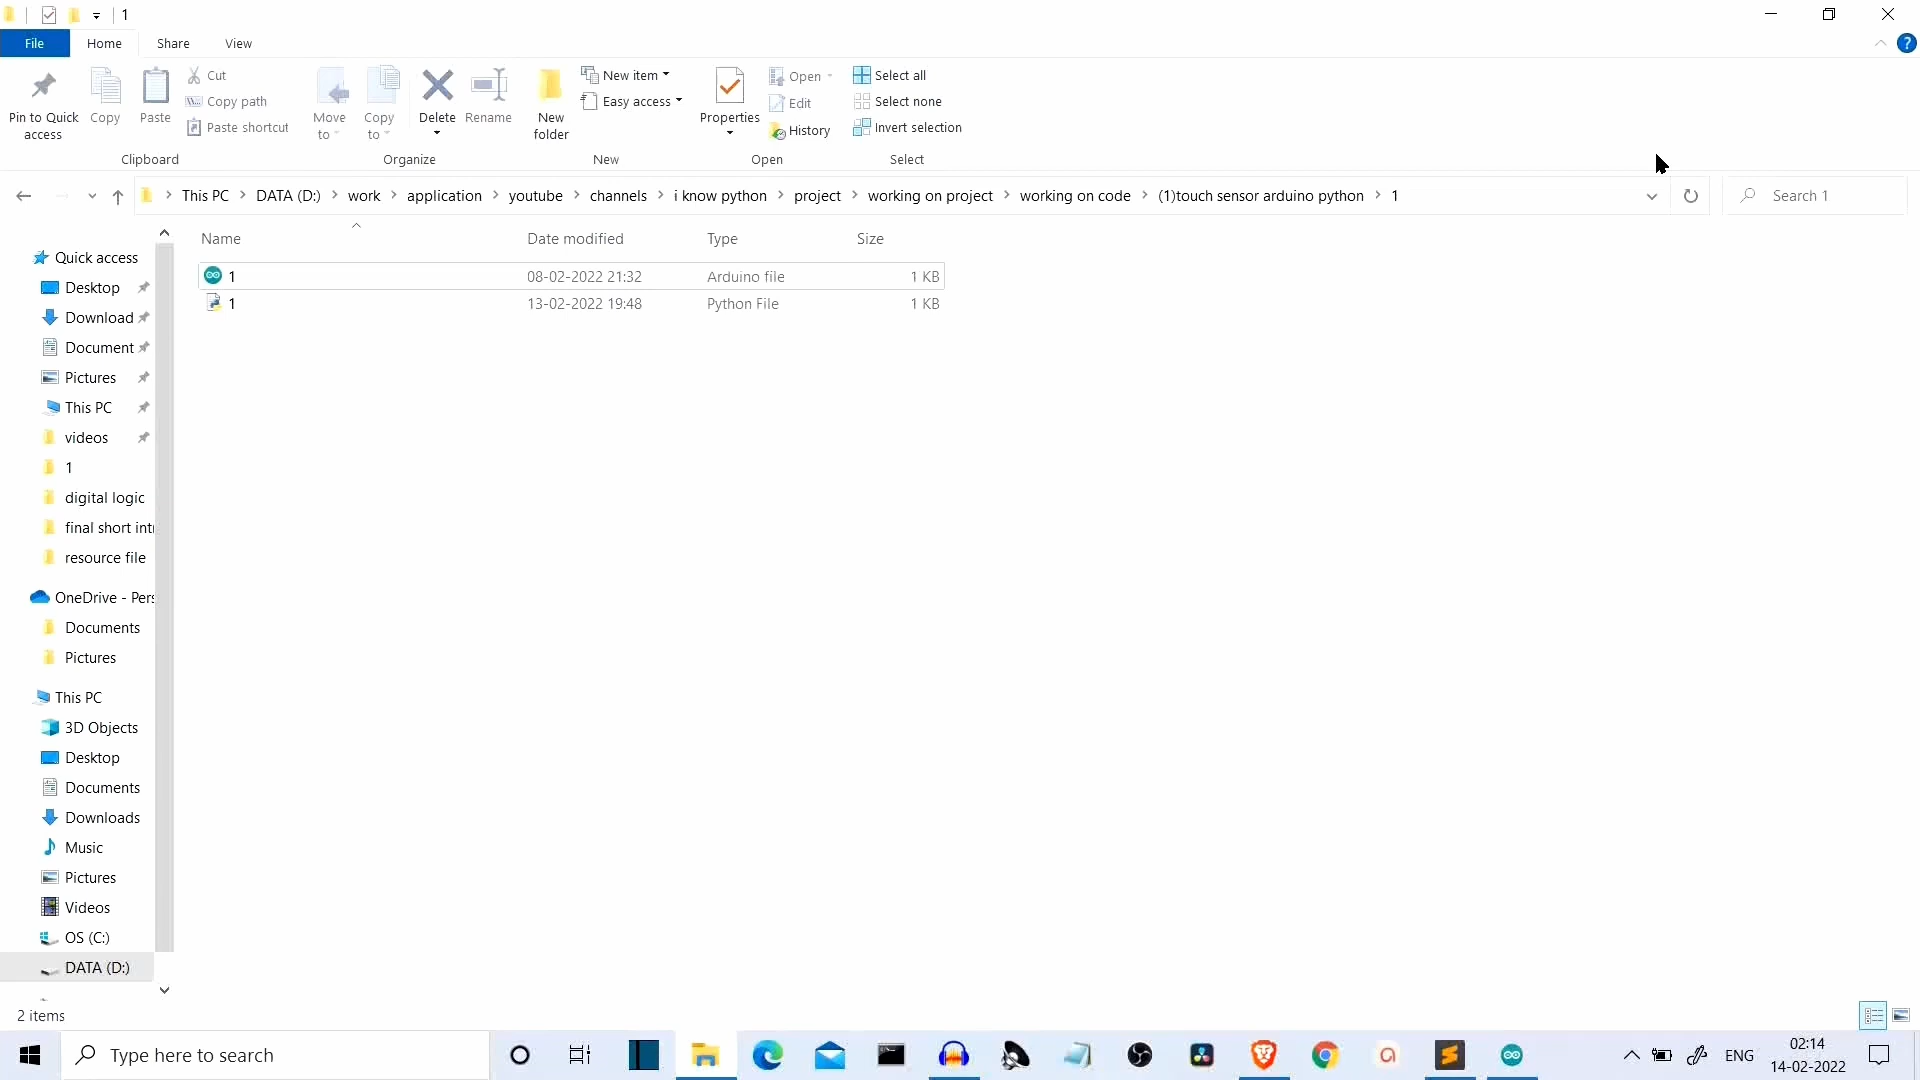 1
File Home Share View
Pin to Quick access
Copy
Paste
Cut
Copy path
Paste shortcut
Clipboard
Move to
Copy to
Delete
Rename
Organize
New folder
New item
Easy access
New
Properties
Open
Edit
History
Open
Select all
Select none
Invert selection
Select
This PC > DATA (D:) > work > application > youtube > channels > i know python > project > working on project > working on code > (1)touch sensor arduino python > 1
Search 1
Name Date modified Type Size
1 08-02-2022 21:32 Arduino file 1 KB
1 13-02-2022 19:48 Python File 1 KB
Quick access
Desktop
Download
Document
Pictures
This PC
videos
1
digital logic
final short int
resource file
OneDrive - Pers
Documents
Pictures
This PC
3D Objects
Desktop
Documents
Downloads
Music
Pictures
Videos
OS (C:)
DATA (D:)
2 items
Type here to search
ENG
02:14
14-02-2022